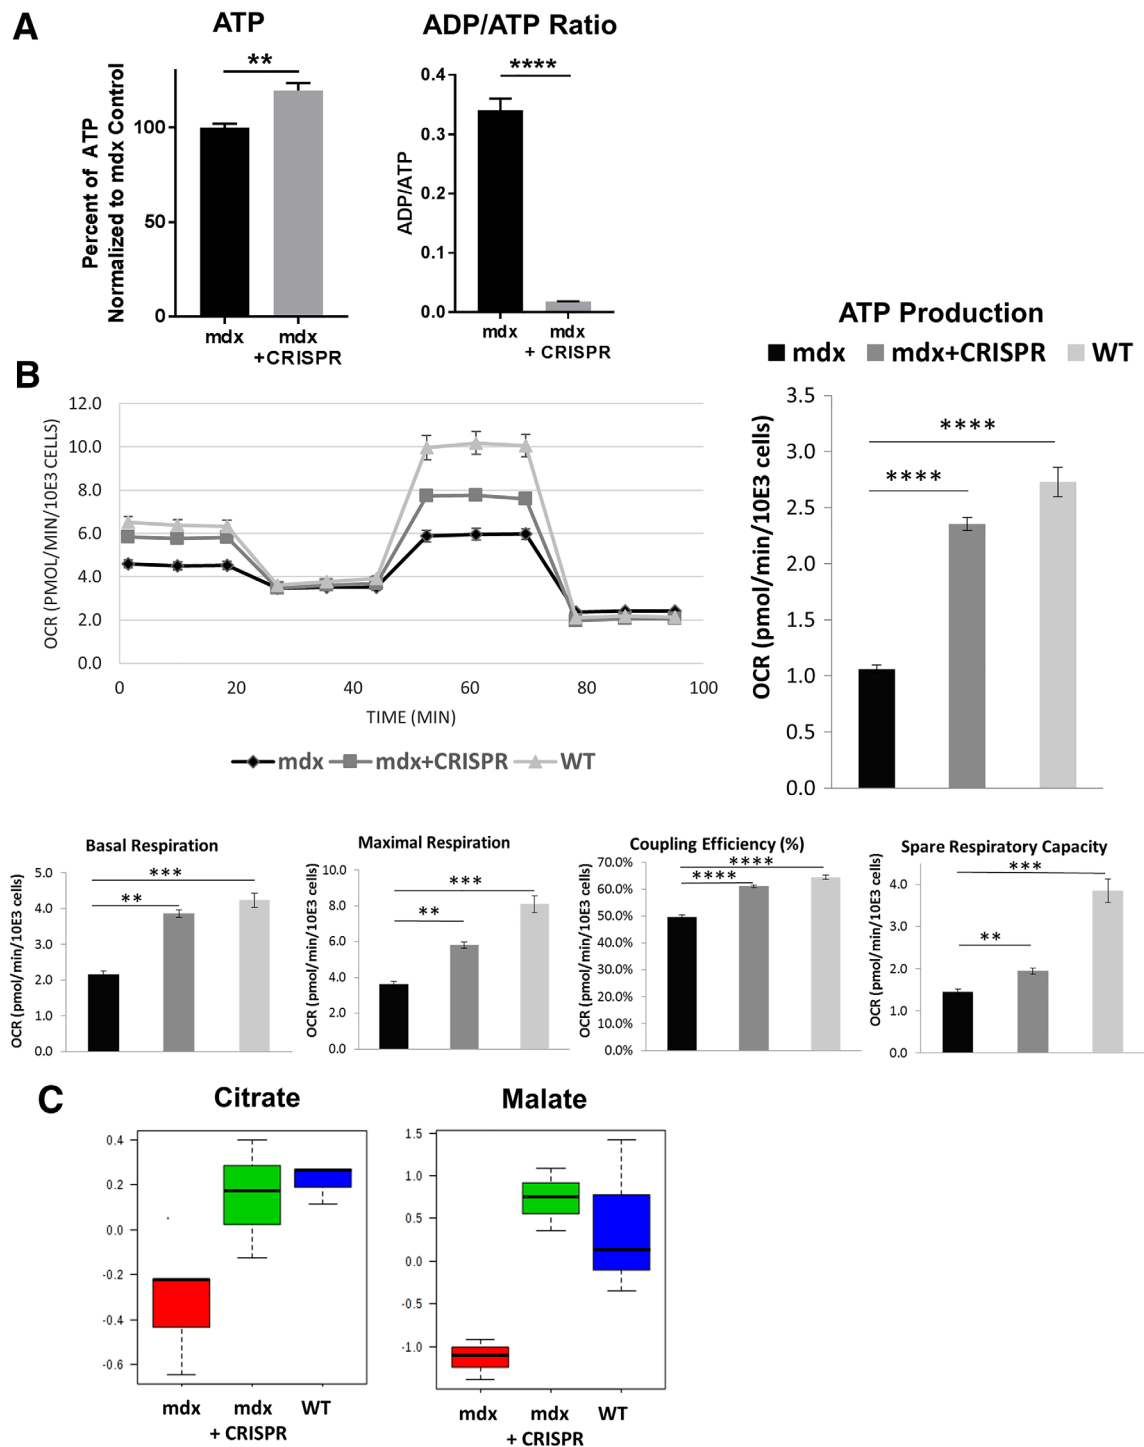 A
ATP
ADP/ATP Ratio
Percent of ATP
Normalized to mdx Control
100
50
0
**
mdx
mdx
+CRISPR
ADP/ATP
0.4
0.3
0.2
0.1
0.0
****
mdx
mdx
+ CRISPR
B
OCR (PMOL/MIN/10E3 CELLS)
12.0
10.0
8.0
6.0
4.0
2.0
0.0
0 20 40 60 80 100
TIME (MIN)
mdx mdx+CRISPR WT
ATP Production
mdx mdx+CRISPR WT
OCR (pmol/min/10E3 cells)
3.5
3.0
2.5
2.0
1.5
1.0
0.5
0.0
****
****
Basal Respiration
OCR (pmol/min/10E3 cells)
5.0
4.0
3.0
2.0
1.0
0.0
***
**
Maximal Respiration
OCR (pmol/min/10E3 cells)
10.0
8.0
6.0
4.0
2.0
0.0
***
**
Coupling Efficiency (%)
OCR (pmol/min/10E3 cells)
70.0%
60.0%
50.0%
40.0%
30.0%
20.0%
10.0%
0.0%
****
****
Spare Respiratory Capacity
OCR (pmol/min/10E3 cells)
4.0
3.0
2.0
1.0
0.0
***
**
C
Citrate
0.4
0.2
0.0
-0.2
-0.4
-0.6
mdx mdx WT
+ CRISPR
Malate
1.5
1.0
0.5
0.0
-0.5
-1.0
mdx mdx WT
+ CRISPR